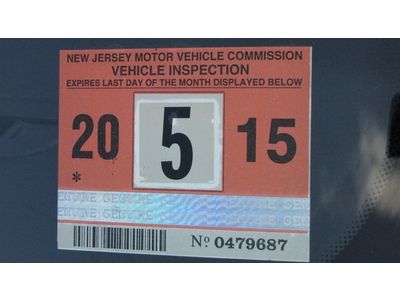 NEW JERSEY MOTOR VEHICLE COMMISSION
VEHICLE INSPECTION
EXPIRES LAST DAY OF THE MONTH DISPLAYED BELOW
20 5 15
*
No. 0479687